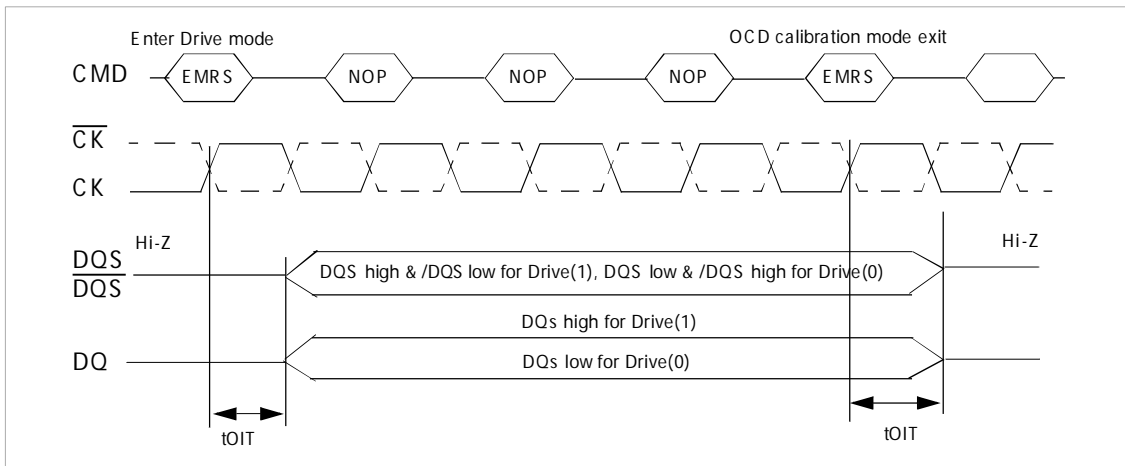 Enter Drive mode
OCD calibration mode exit
CMD
EMRS
NOP
NOP
NOP
EMRS
CK
CK
Hi-Z
Hi-Z
DQS
DQS
DQS high & /DQS low for Drive(1), DQS low & /DQS high for Drive(0)
DQs high for Drive(1)
DQ
DQs low for Drive(0)
tOIT
tOIT